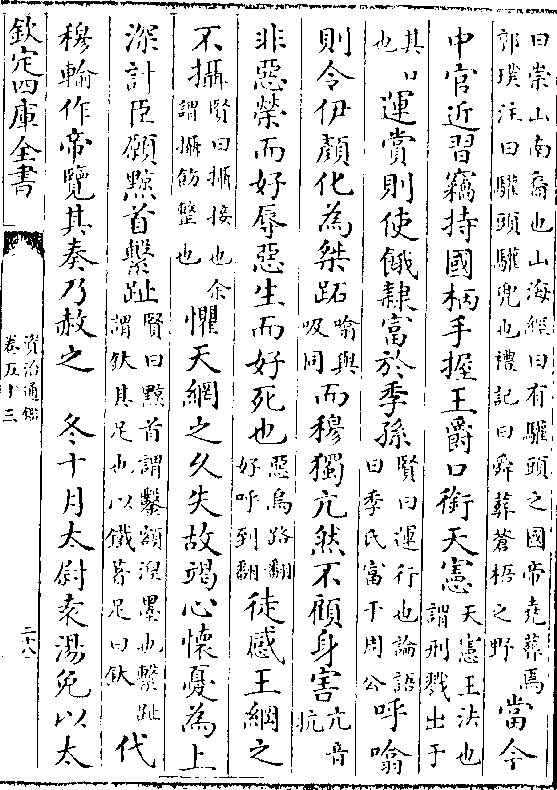 曰崇山南裔也山海經曰有驩頭之國帝堯葬焉
郭璞注曰驩頭驩兜也禮記曰舜葬蒼梧之野當今
中官近習竊持國柄手握王爵口銜天憲天憲王法也謂刑戮出于
其口也運賞則使餓隸富於季孫賢曰運行也論語曰季氏富于周公呼噏
則令伊顏化為桀跖噏與吸同而穆獨亢然不顧身害亢音抗
非惡榮而好辱惡生而好死也惡烏路翻好呼到翻徒感王綱之
不攝賢曰攝接也余謂攝飭整也懼天網之久失故竭心懷憂為上
深計臣願黥首繫趾賢曰黥首謂鑿額涅墨也繫趾謂釱其足也以鐵著足曰釱代
穆輸作帝覽其奏乃赦之 冬十月太尉袁湯免以太
欽定四庫全書
資治通鑑
卷五十三
二十八